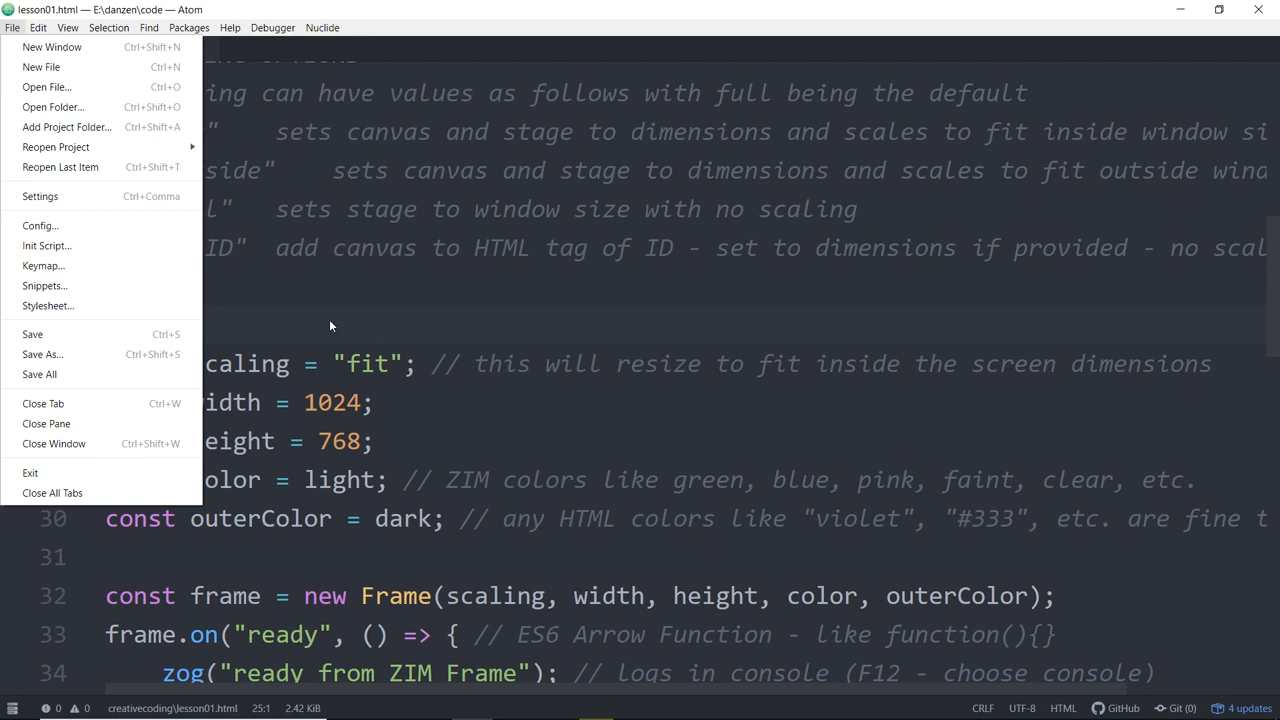 lesson01.html — E:\danzen\code — Atom
File Edit View Selection Find Packages Help Debugger Nuclide
New Window Ctrl+Shift+N
New File Ctrl+N
Open File... Ctrl+O
Open Folder... Ctrl+Shift+O
Add Project Folder... Ctrl+Shift+A
Reopen Project
Reopen Last Item Ctrl+Shift+T
Settings Ctrl+Comma
Config...
Init Script...
Keymap...
Snippets...
Stylesheet...
Save Ctrl+S
Save As... Ctrl+Shift+S
Save All
Close Tab Ctrl+W
Close Pane
Close Window Ctrl+Shift+W
Exit
Close All Tabs
ing can have values as follows with full being the default
" sets canvas and stage to dimensions and scales to fit inside window si
side" sets canvas and stage to dimensions and scales to fit outside wind
l" sets stage to window size with no scaling
ID" add canvas to HTML tag of ID - set to dimensions if provided - no scal
caling = "fit"; // this will resize to fit inside the screen dimensions
idth = 1024;
eight = 768;
olor = light; // ZIM colors like green, blue, pink, faint, clear, etc.
30 const outerColor = dark; // any HTML colors like "violet", "#333", etc. are fine t
31
32 const frame = new Frame(scaling, width, height, color, outerColor);
33 frame.on("ready", () => { // ES6 Arrow Function - like function(){}
34 zog("ready from ZIM Frame"); // logs in console (F12 - choose console)
0 0 creativecoding\lesson01.html 25:1 2.42 KiB CRLF UTF-8 HTML GitHub Git (0) 4 updates